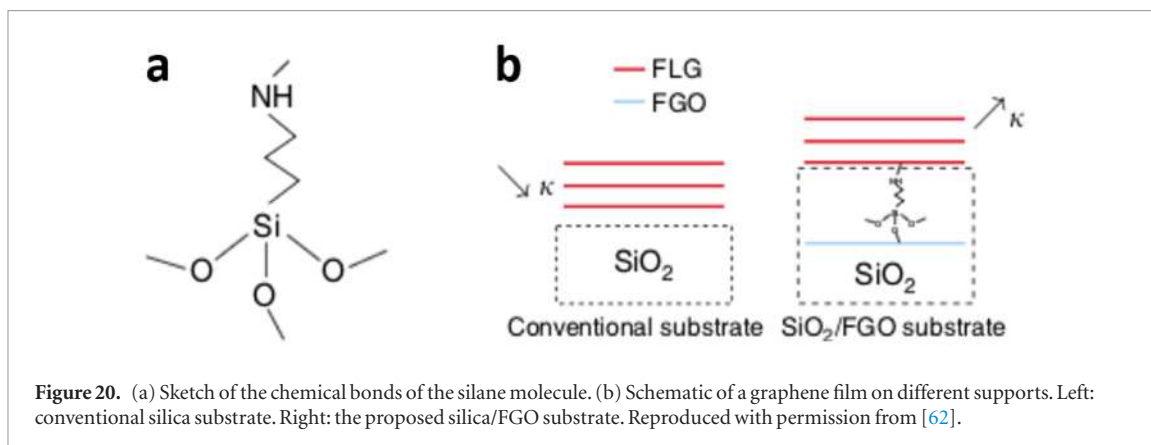 a
NH
Si
O
O
O
b
FLG
FGO
κ
SiO₂
Conventional substrate
κ
NH
Si
O
O
O
SiO₂
SiO₂/FGO substrate
Figure 20. (a) Sketch of the chemical bonds of the silane molecule. (b) Schematic of a graphene film on different supports. Left:
conventional silica substrate. Right: the proposed silica/FGO substrate. Reproduced with permission from [62].